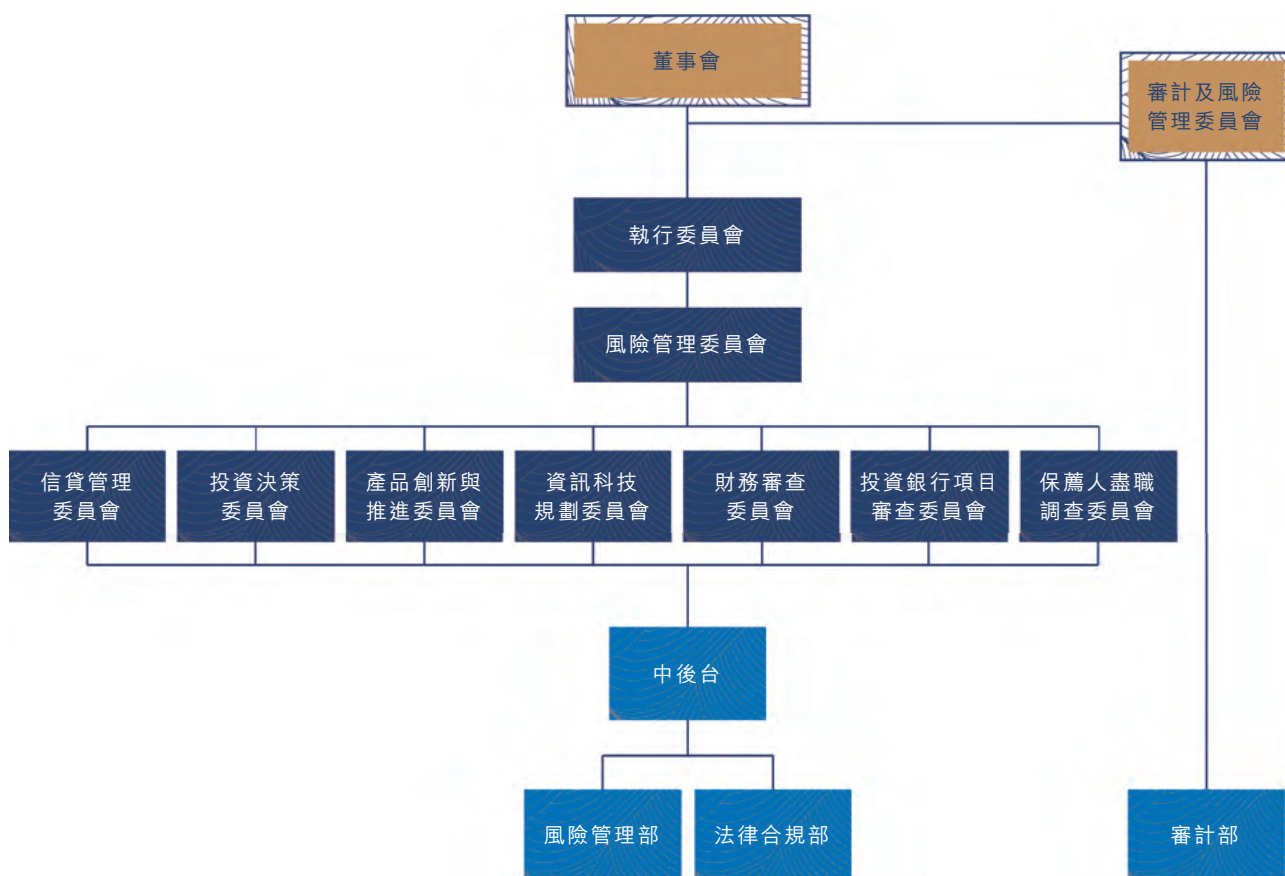 董事會
審計及風險
管理委員會
執行委員會
風險管理委員會
信貸管理
委員會
投資決策
委員會
產品創新與
推進委員會
資訊科技
規劃委員會
財務審查
委員會
投資銀行項目
審查委員會
保薦人盡職
調查委員會
中後台
風險管理部
法律合規部
審計部